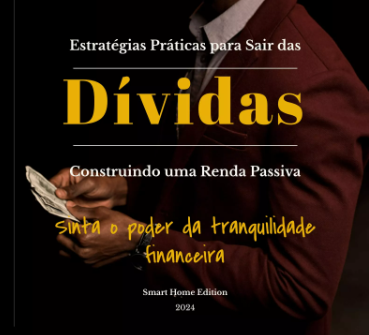 Estratégias Práticas para Sair das
Dívidas
Construindo uma Renda Passiva
Sinta o poder da tranquilidade
financeira
Smart Home Edition
2024